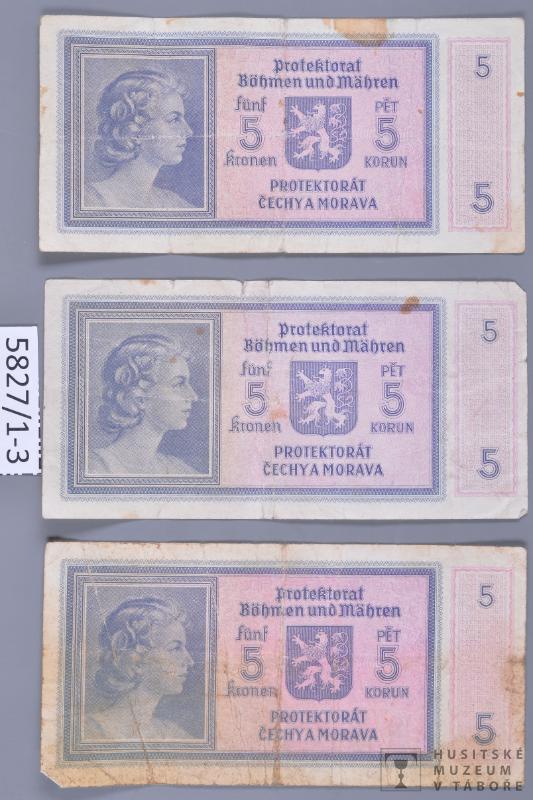 Protektorat
Böhmen und Mähren
fünf PĚT
5 5
kronen KORUN
PROTEKTORÁT
ČECHY A MORAVA
5
5
Protektorat
Böhmen und Mähren
fünf PĚT
5 5
kronen KORUN
PROTEKTORÁT
ČECHY A MORAVA
5
5
5827/1-3
Protektorat
Böhmen und Mähren
fünf PĚT
5 5
kronen KORUN
PROTEKTORÁT
ČECHY A MORAVA
5
5
HUSITSKÉ
MUZEUM
V TÁBOŘE